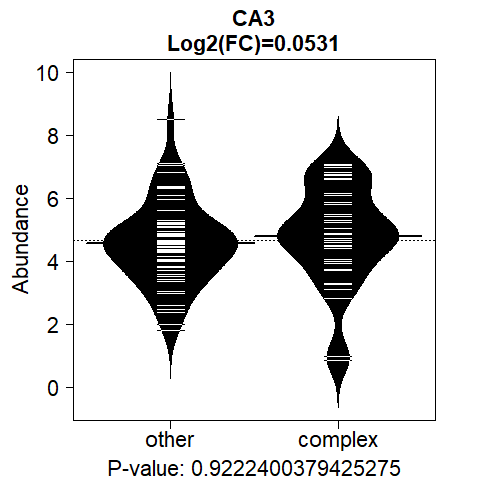 CA3
Log2(FC)=0.0531
Abundance
10
8
6
4
2
0
other complex
P-value: 0.9222400379425275